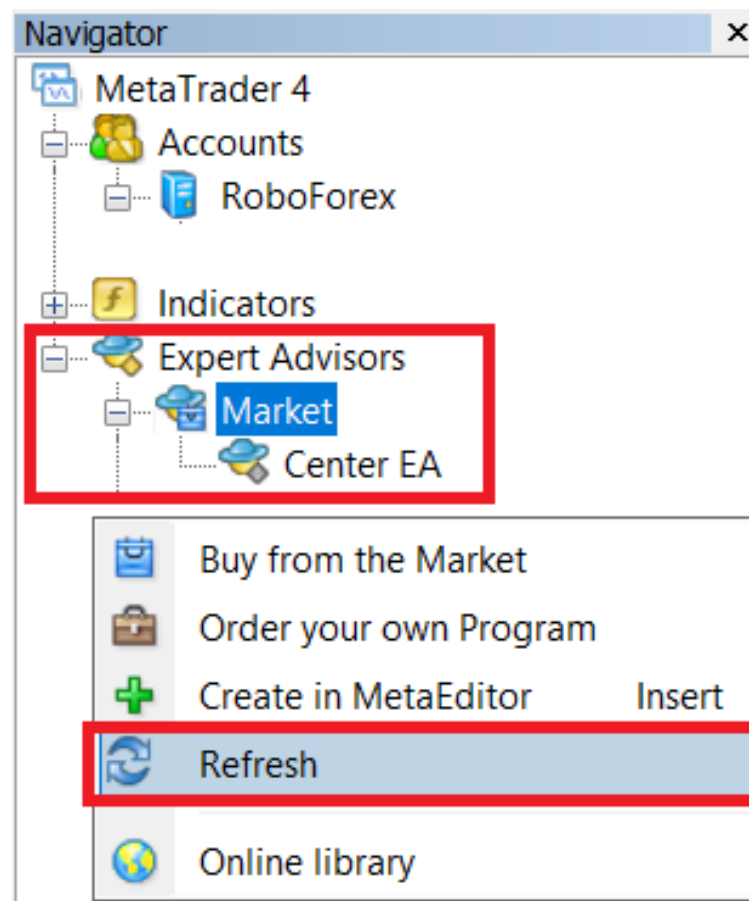 Navigator
MetaTrader 4
Accounts
RoboForex
Indicators
Expert Advisors
Market
Center EA
Buy from the Market
Order your own Program
Create in MetaEditor Insert
Refresh
Online library